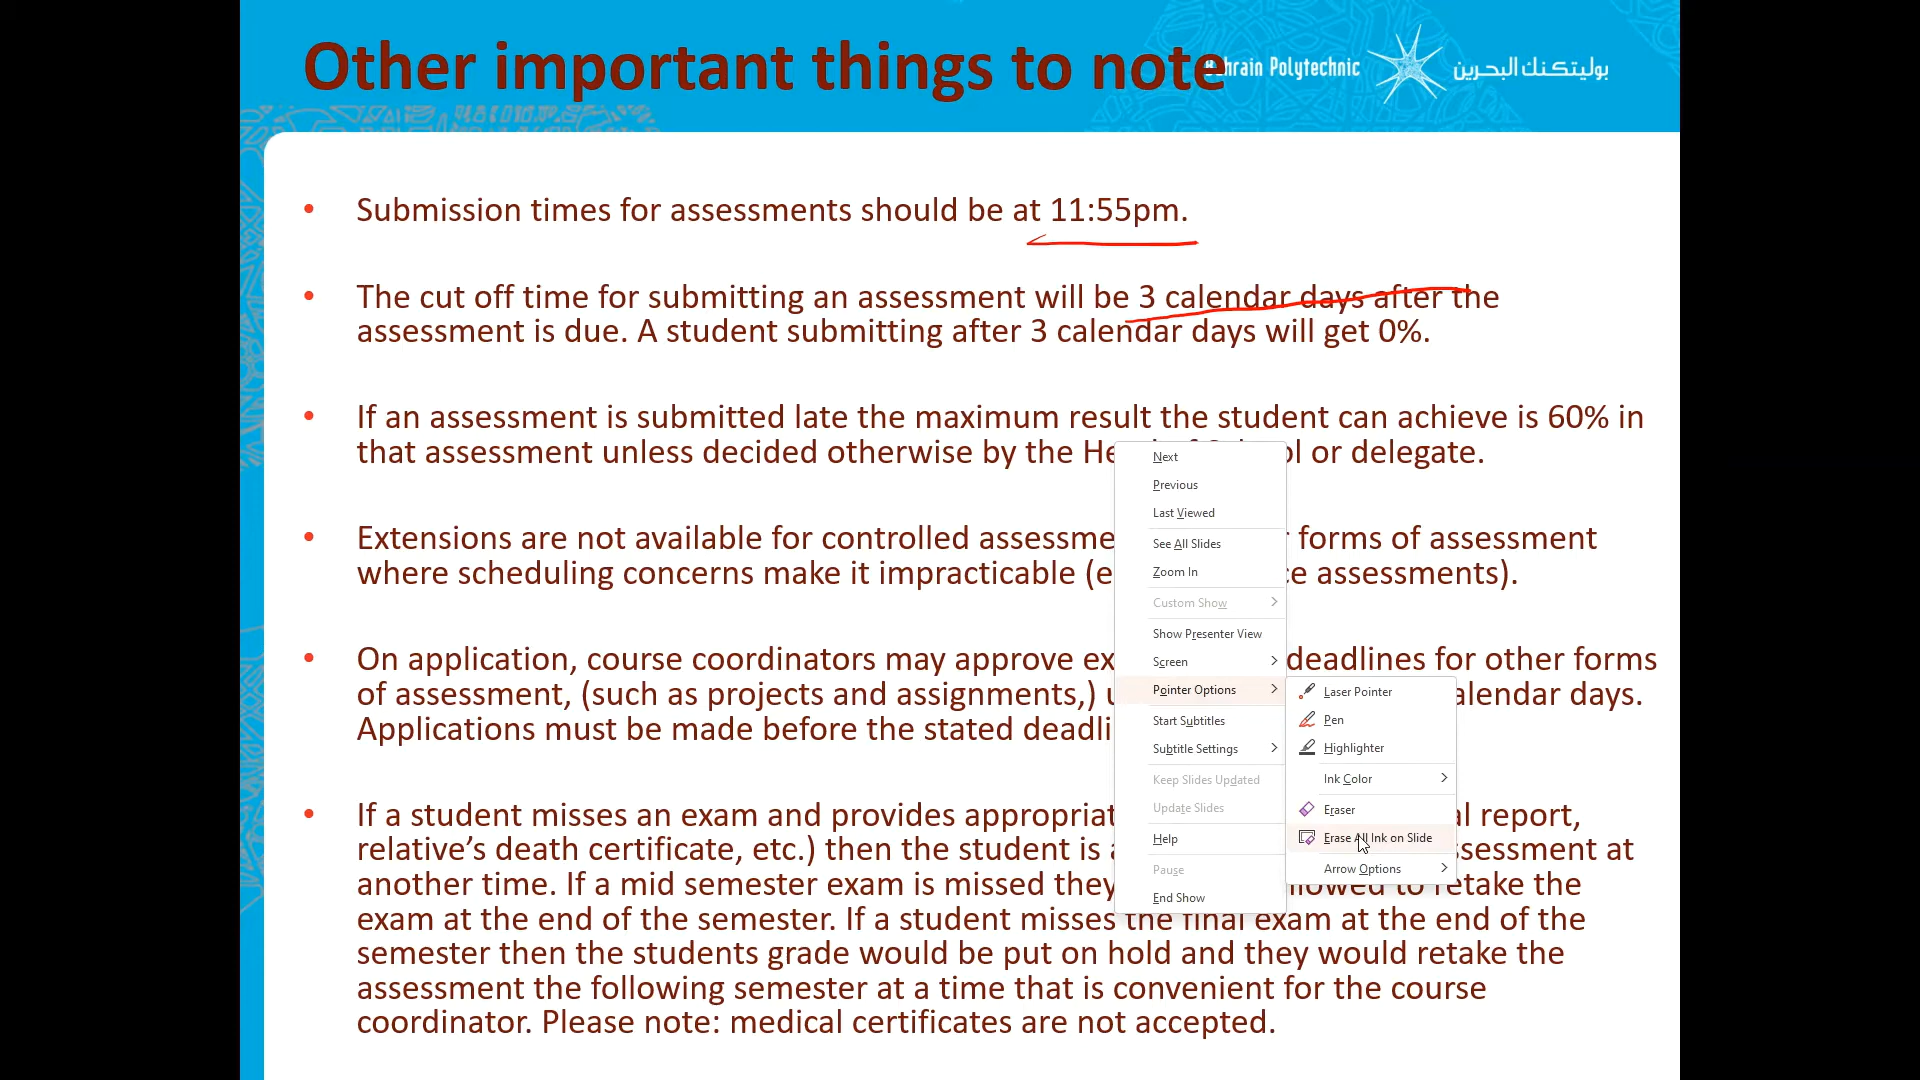 Other important things to note
Bahrain Polytechnic
بوليتكنك البحرين
• Submission times for assessments should be at 11:55pm.
• The cut off time for submitting an assessment will be 3 calendar days after the
assessment is due. A student submitting after 3 calendar days will get 0%.
• If an assessment is submitted late the maximum result the student can achieve is 60% in
that assessment unless decided otherwise by the or delegate.
• Extensions are not available for controlled forms of assessment
where scheduling concerns make it impracticable assessments).
• On application, course coordinators may approve deadlines for other forms
of assessment, (such as projects and assignments,) calendar days.
Applications must be made before the stated
• If a student misses an exam and provides report,
relative's death certificate, etc.) then the student is at
another time. If a mid semester exam is missed they retake the
exam at the end of the semester. If a student misses the final exam at the end of the
semester then the students grade would be put on hold and they would retake the
assessment the following semester at a time that is convenient for the course
coordinator. Please note: medical certificates are not accepted.
Next
Previous
Last Viewed
See All Slides
Zoom In
Custom Show
Show Presenter View
Screen
Pointer Options
Start Subtitles
Subtitle Settings
Keep Slides Updated
Update Slides
Help
Pause
End Show
Laser Pointer
Pen
Highlighter
Ink Color
Eraser
Erase All Ink on Slide
Arrow Options